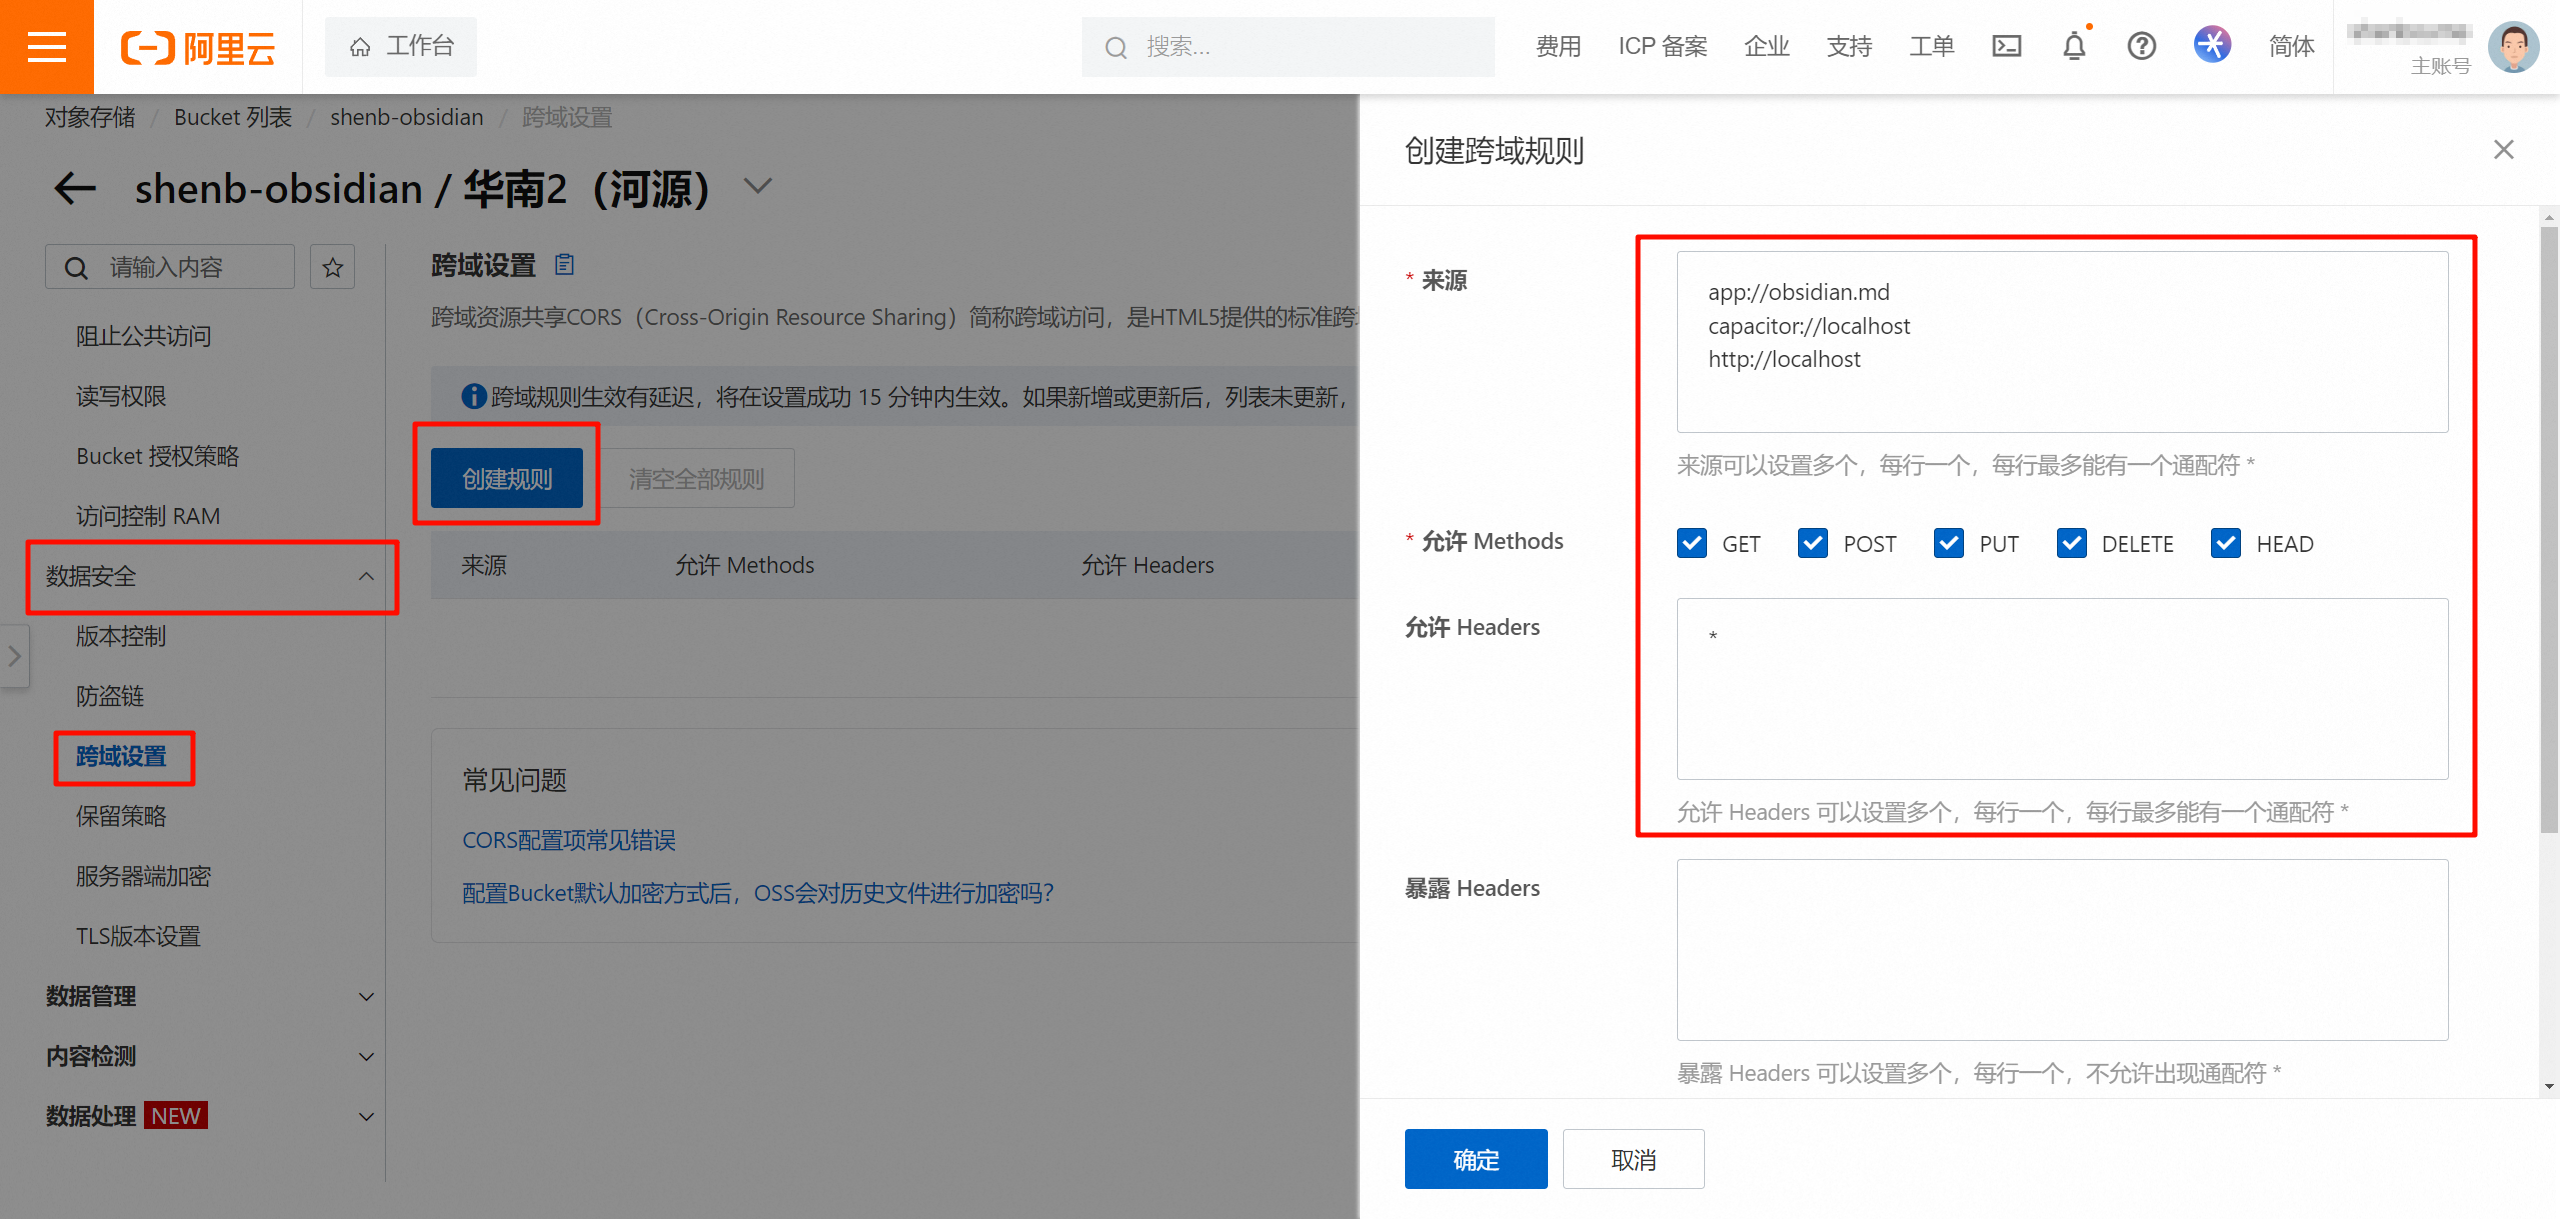 阿里云
工作台
搜索...
费用
ICP 备案
企业
支持
工单
简体
主账号
对象存储 / Bucket 列表 / shenb-obsidian / 跨域设置
shenb-obsidian / 华南2（河源）
请输入内容
阻止公共访问
读写权限
Bucket 授权策略
访问控制 RAM
数据安全
版本控制
防盗链
跨域设置
保留策略
服务器端加密
TLS版本设置
数据管理
内容检测
数据处理 NEW
跨域设置
跨域资源共享CORS（Cross-Origin Resource Sharing）简称跨域访问，是HTML5提供的标准跨
跨域规则生效有延迟，将在设置成功 15 分钟内生效。如果新增或更新后，列表未更新，
创建规则
清空全部规则
来源 允许 Methods 允许 Headers
常见问题
CORS配置项常见错误
配置Bucket默认加密方式后，OSS会对历史文件进行加密吗？
创建跨域规则
* 来源
app://obsidian.md
capacitor://localhost
http://localhost
来源可以设置多个，每行一个，每行最多能有一个通配符 *
* 允许 Methods
GET POST PUT DELETE HEAD
允许 Headers
*
允许 Headers 可以设置多个，每行一个，每行最多能有一个通配符 *
暴露 Headers
暴露 Headers 可以设置多个，每行一个，不允许出现通配符 *
确定
取消